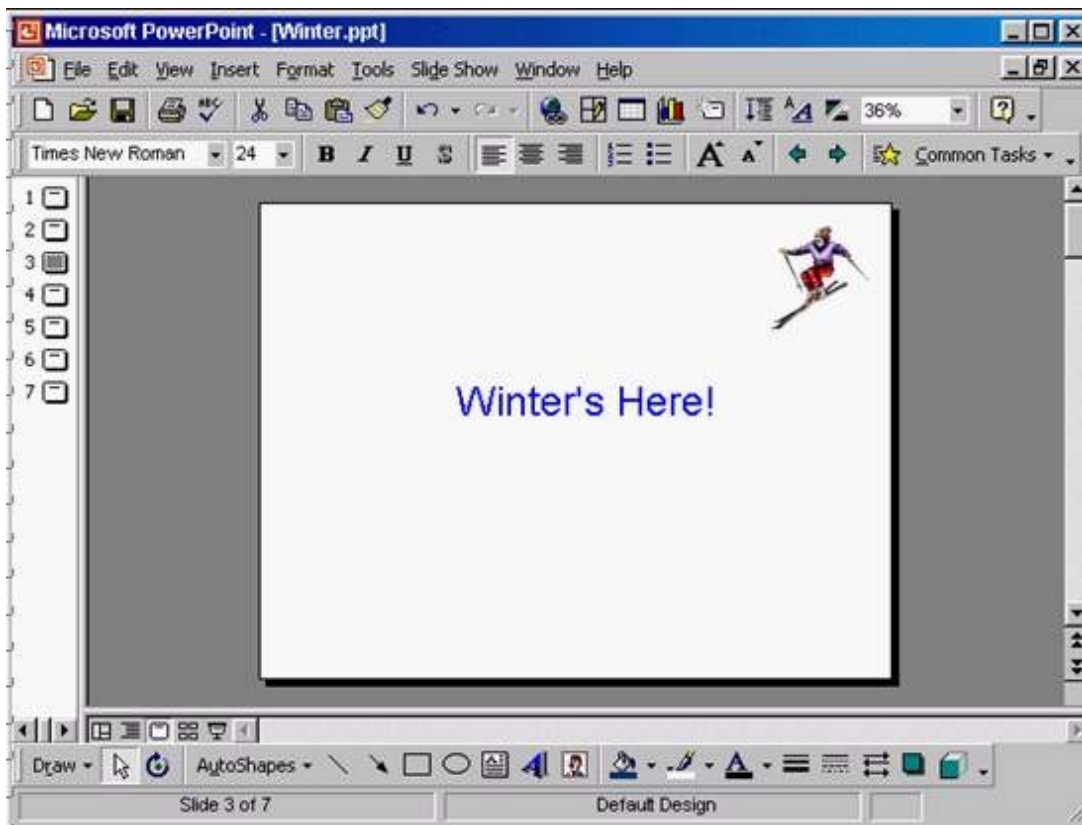 Microsoft PowerPoint - [Winter.ppt]
File Edit View Insert Format Tools Slide Show Window Help
ABC A A 36% ?
Times New Roman 24 B I U S A A Common Tasks
1
2
3
4
5
6
7
Winter's Here!
Draw AutoShapes A A A
Slide 3 of 7 Default Design